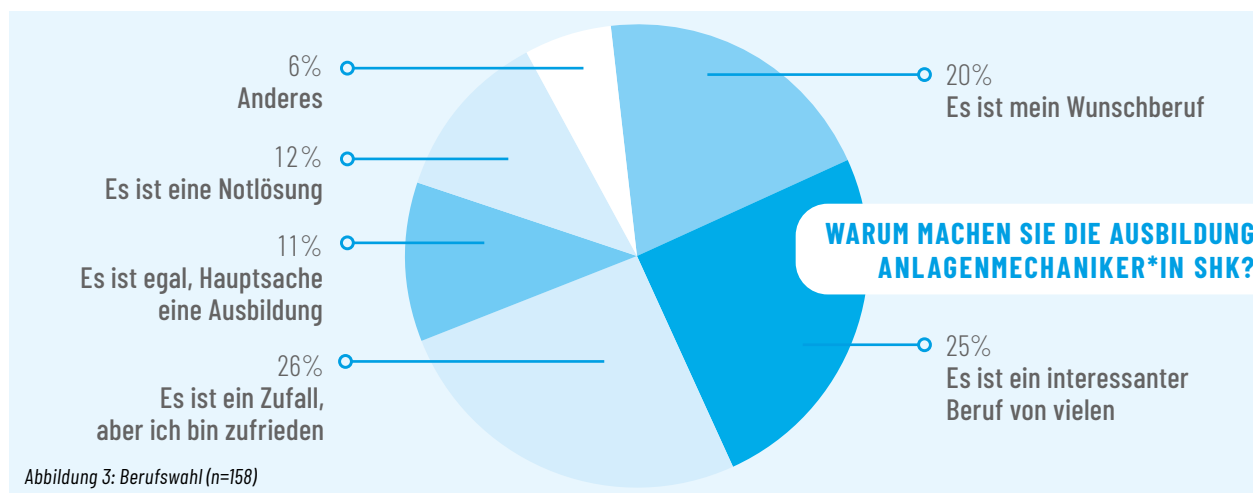 6%
Anderes
12%
Es ist eine Notlösung
11%
Es ist egal, Hauptsache
eine Ausbildung
26%
Es ist ein Zufall,
aber ich bin zufrieden
20%
Es ist mein Wunschberuf
WARUM MACHEN SIE DIE AUSBILDUNG
ANLAGENMECHANIKER*IN SHK?
25%
Es ist ein interessanter
Beruf von vielen
Abbildung 3: Berufswahl (n=158)